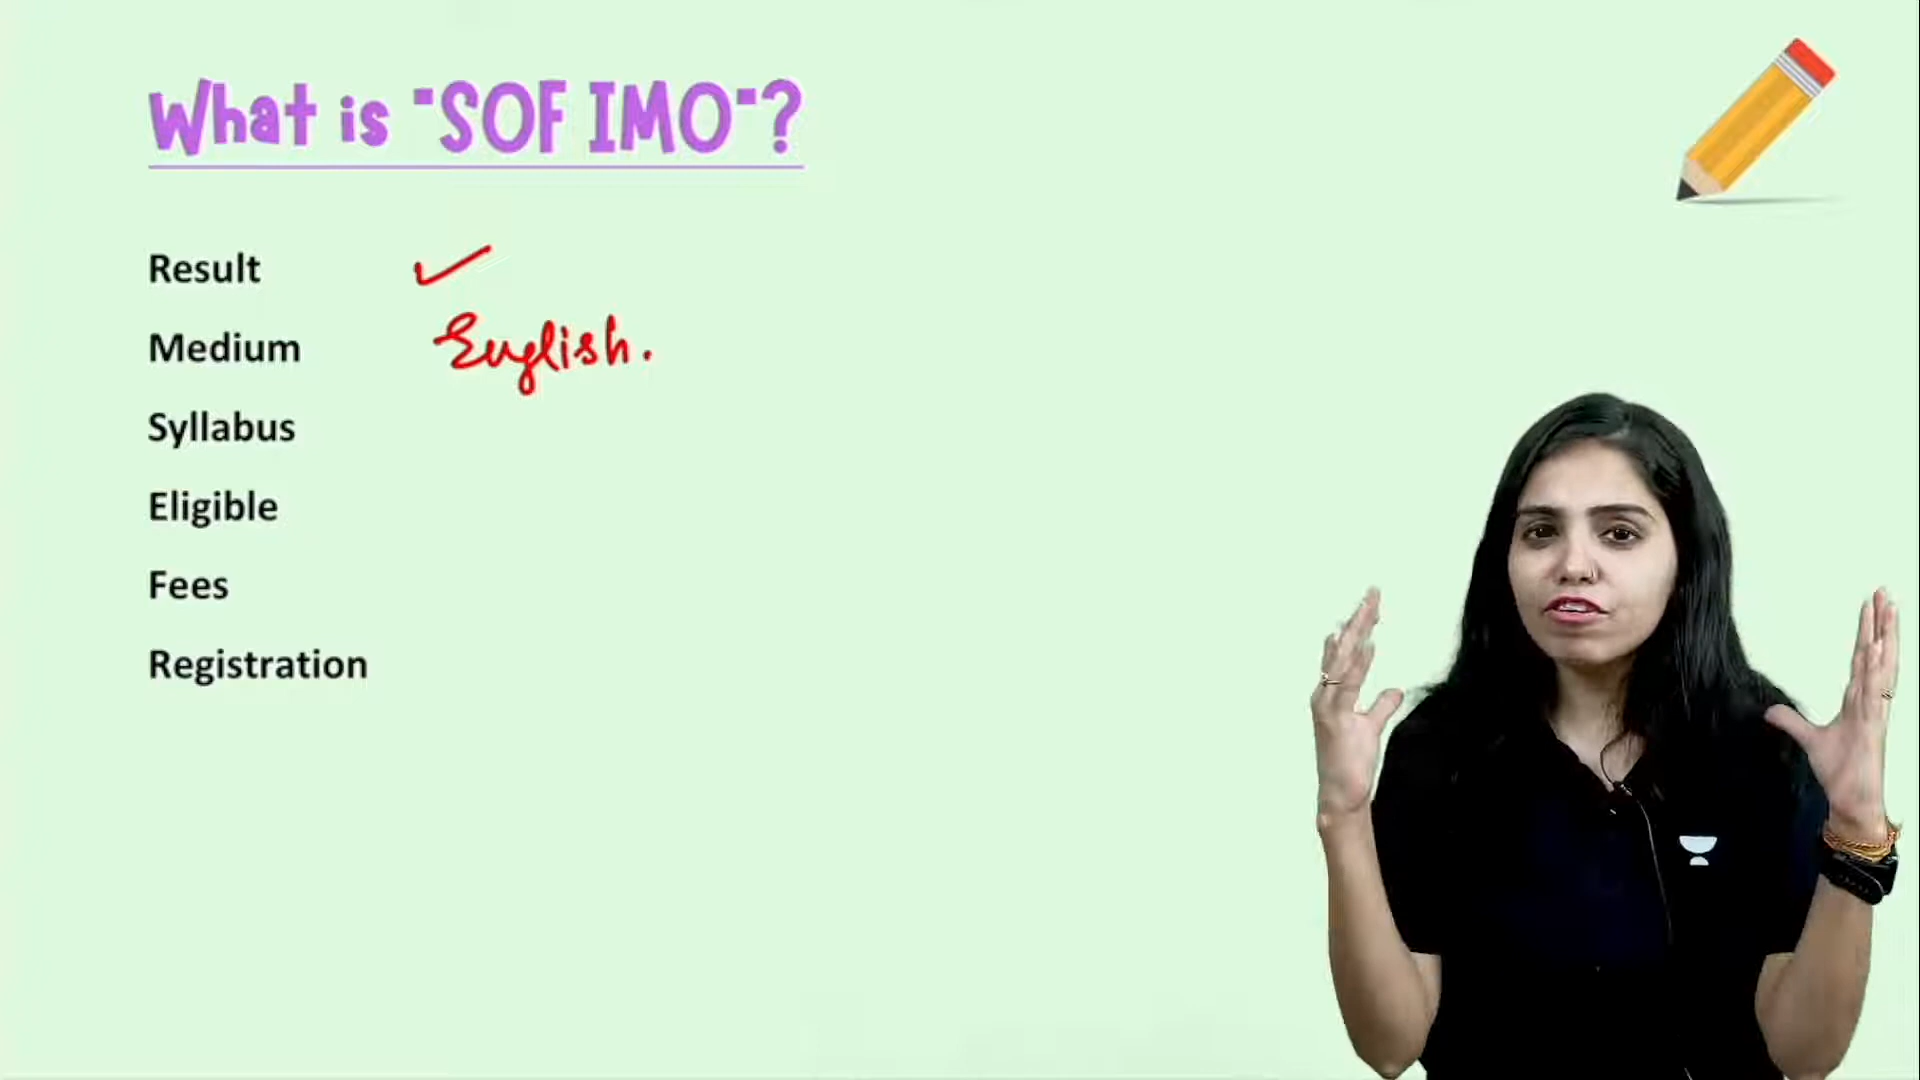 What is "SOF IMO"?
Result
Medium English.
Syllabus
Eligible
Fees
Registration